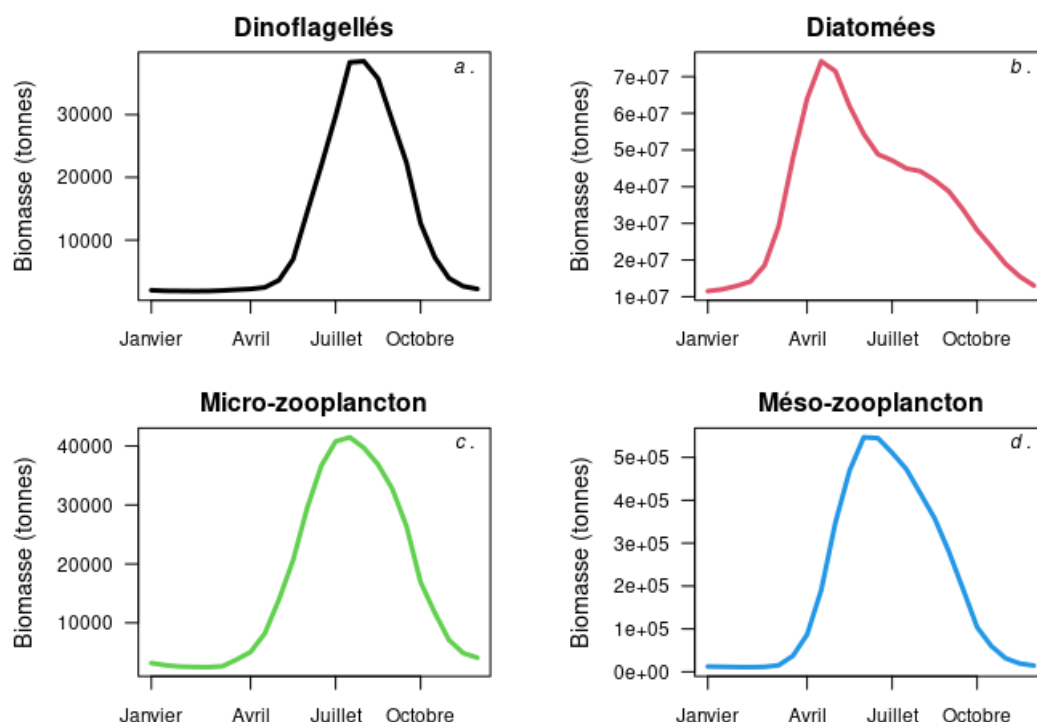 Dinoflagellés
a .
Biomasse (tonnes)
30000
20000
10000
Janvier Avril Juillet Octobre
Diatomées
b .
Biomasse (tonnes)
7e+07
6e+07
5e+07
4e+07
3e+07
2e+07
1e+07
Janvier Avril Juillet Octobre
Micro-zooplancton
c .
Biomasse (tonnes)
40000
30000
20000
10000
Janvier Avril Juillet Octobre
Méso-zooplancton
d .
Biomasse (tonnes)
5e+05
4e+05
3e+05
2e+05
1e+05
0e+00
Janvier Avril Juillet Octobre